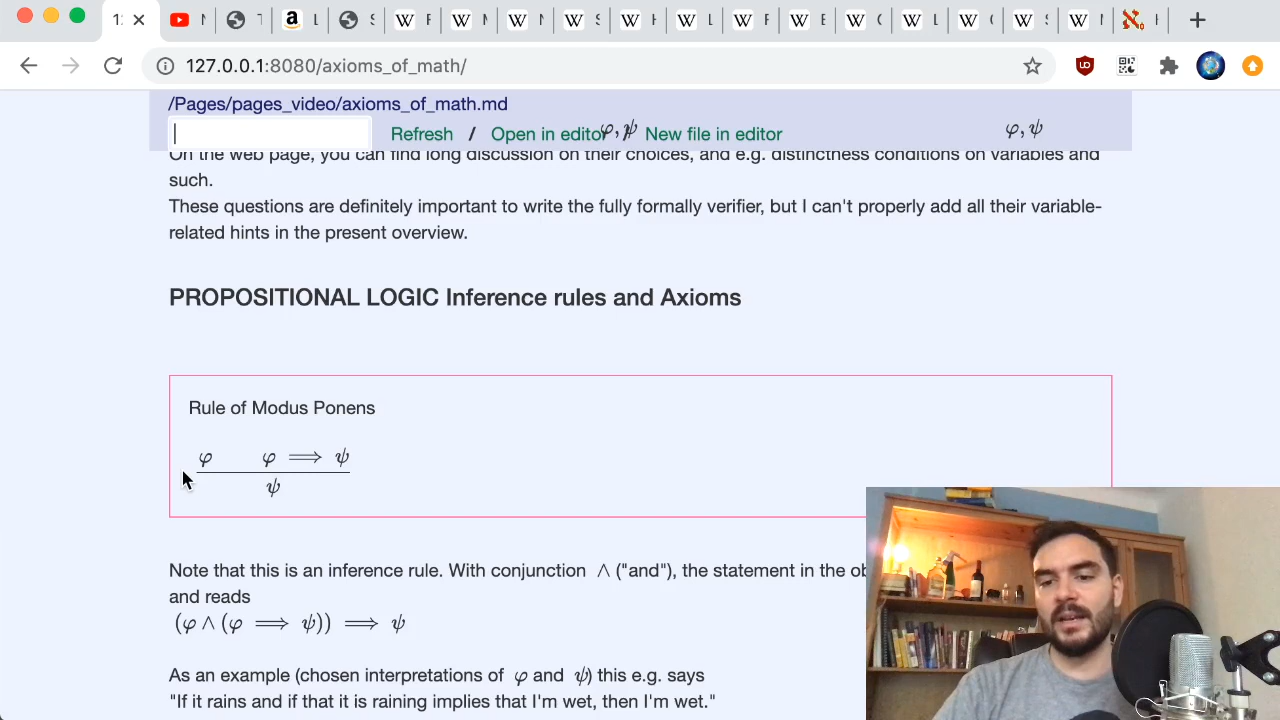 127.0.0.1:8080/axioms_of_math/
/Pages/pages_video/axioms_of_math.md
Refresh / Open in editor / New file in editor
φ, ψ φ, ψ
On the web page, you can find long discussion on their choices, and e.g. distinctness conditions on variables and
such.
These questions are definitely important to write the fully formally verifier, but I can't properly add all their variable-
related hints in the present overview.
PROPOSITIONAL LOGIC Inference rules and Axioms
Rule of Modus Ponens
φ φ ⟹ ψ
ψ
Note that this is an inference rule. With conjunction ∧ ("and"), the statement in the
and reads
(φ ∧ (φ ⟹ ψ)) ⟹ ψ
As an example (chosen interpretations of φ and ψ) this e.g. says
"If it rains and if that it is raining implies that I'm wet, then I'm wet."